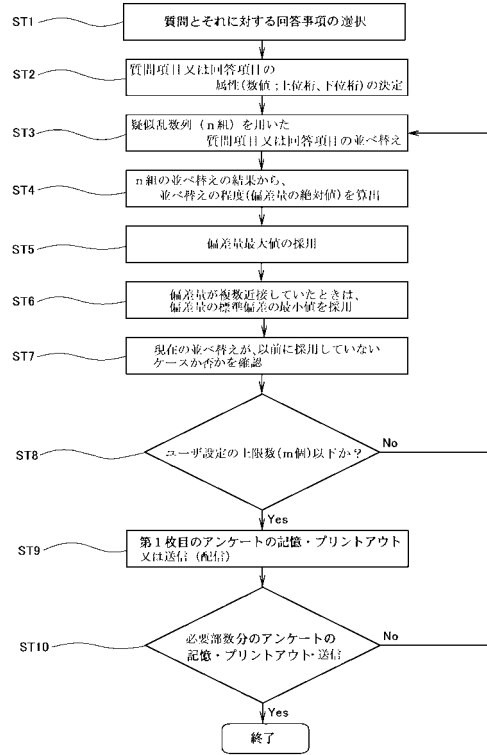 ST1
質問とそれに対する回答事項の選択
ST2
質問項目又は回答項目の
属性(数値;上位桁、下位桁)の決定
ST3
疑似乱数列(n組)を用いた
質問項目又は回答項目の並べ替え
ST4
n組の並べ替えの結果から、
並べ替えの程度(偏差量の絶対値)を算出
ST5
偏差量最大値の採用
ST6
偏差量が複数近接していたときは、
偏差量の標準偏差の最小値を採用
ST7
現在の並べ替えが、以前に採用していない
ケースか否かを確認
ST8
ユーザ設定の上限数(m個)以下か?
No
Yes
ST9
第1枚目のアンケートの記憶・プリントアウト
又は送信(配信)
ST10
必要部数分のアンケートの
記憶・プリントアウト・送信
No
Yes
終了